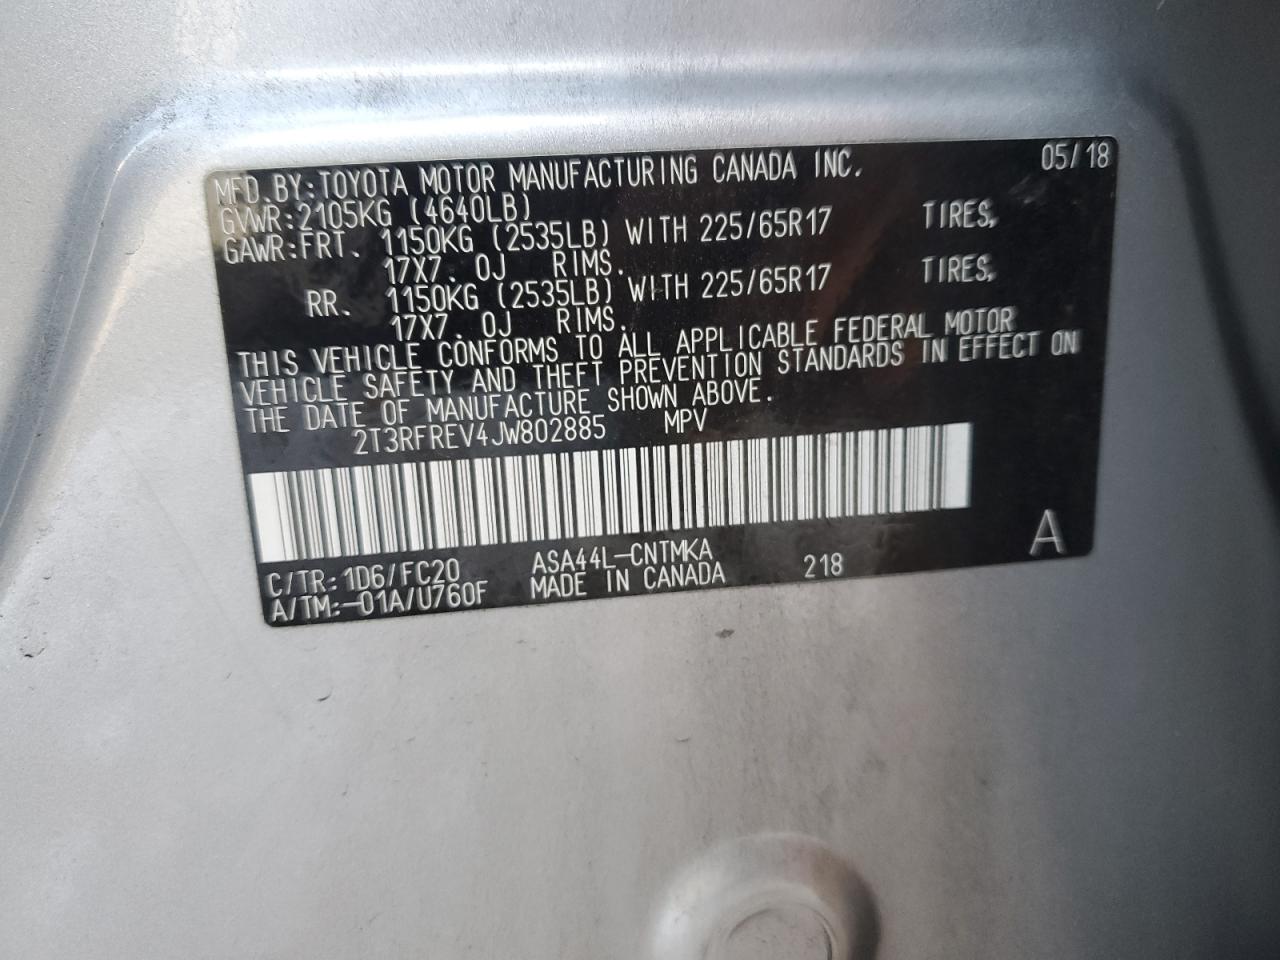 MFD.BY:TOYOTA MOTOR MANUFACTURING CANADA INC. 05/18
GVWR:2105KG (4640LB)
GAWR:FRT. 1150KG (2535LB) WITH 225/65R17 TIRES,
17X7.0J RIMS.
RR. 1150KG (2535LB) WITH 225/65R17 TIRES,
17X7.0J RIMS.
THIS VEHICLE CONFORMS TO ALL APPLICABLE FEDERAL MOTOR
VEHICLE SAFETY AND THEFT PREVENTION STANDARDS IN EFFECT ON
THE DATE OF MANUFACTURE SHOWN ABOVE.
2T3RFREV4JW802885 MPV
C/TR:1D6/FC20 ASA44L-CNTMKA 218 A
A/TM:-01A/U760F MADE IN CANADA